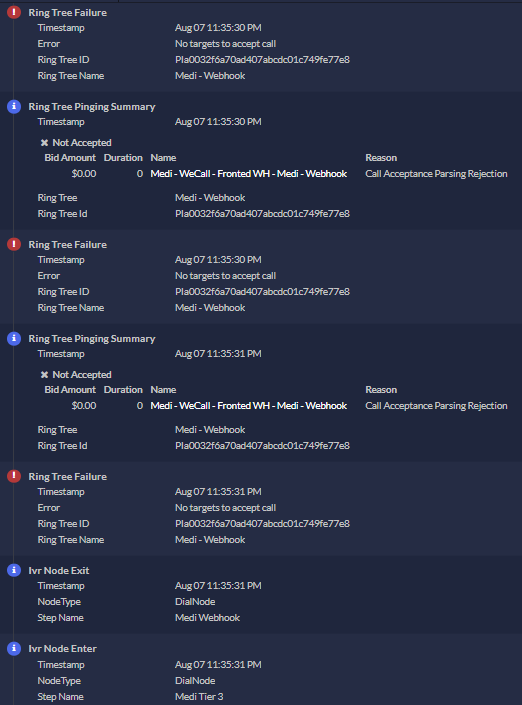 Ring Tree Failure
Timestamp Aug 07 11:35:30 PM
Error No targets to accept call
Ring Tree ID PIa0032f6a70ad407abcdc01c749fe77e8
Ring Tree Name Medi - Webhook
Ring Tree Pinging Summary
Timestamp Aug 07 11:35:30 PM
✖ Not Accepted
Bid Amount Duration Name Reason
$0.00 0 Medi - WeCall - Fronted WH - Medi - Webhook Call Acceptance Parsing Rejection
Ring Tree Medi - Webhook
Ring Tree Id PIa0032f6a70ad407abcdc01c749fe77e8
Ring Tree Failure
Timestamp Aug 07 11:35:30 PM
Error No targets to accept call
Ring Tree ID PIa0032f6a70ad407abcdc01c749fe77e8
Ring Tree Name Medi - Webhook
Ring Tree Pinging Summary
Timestamp Aug 07 11:35:31 PM
✖ Not Accepted
Bid Amount Duration Name Reason
$0.00 0 Medi - WeCall - Fronted WH - Medi - Webhook Call Acceptance Parsing Rejection
Ring Tree Medi - Webhook
Ring Tree Id PIa0032f6a70ad407abcdc01c749fe77e8
Ring Tree Failure
Timestamp Aug 07 11:35:31 PM
Error No targets to accept call
Ring Tree ID PIa0032f6a70ad407abcdc01c749fe77e8
Ring Tree Name Medi - Webhook
Ivr Node Exit
Timestamp Aug 07 11:35:31 PM
NodeType DialNode
Step Name Medi Webhook
Ivr Node Enter
Timestamp Aug 07 11:35:31 PM
NodeType DialNode
Step Name Medi Tier 3